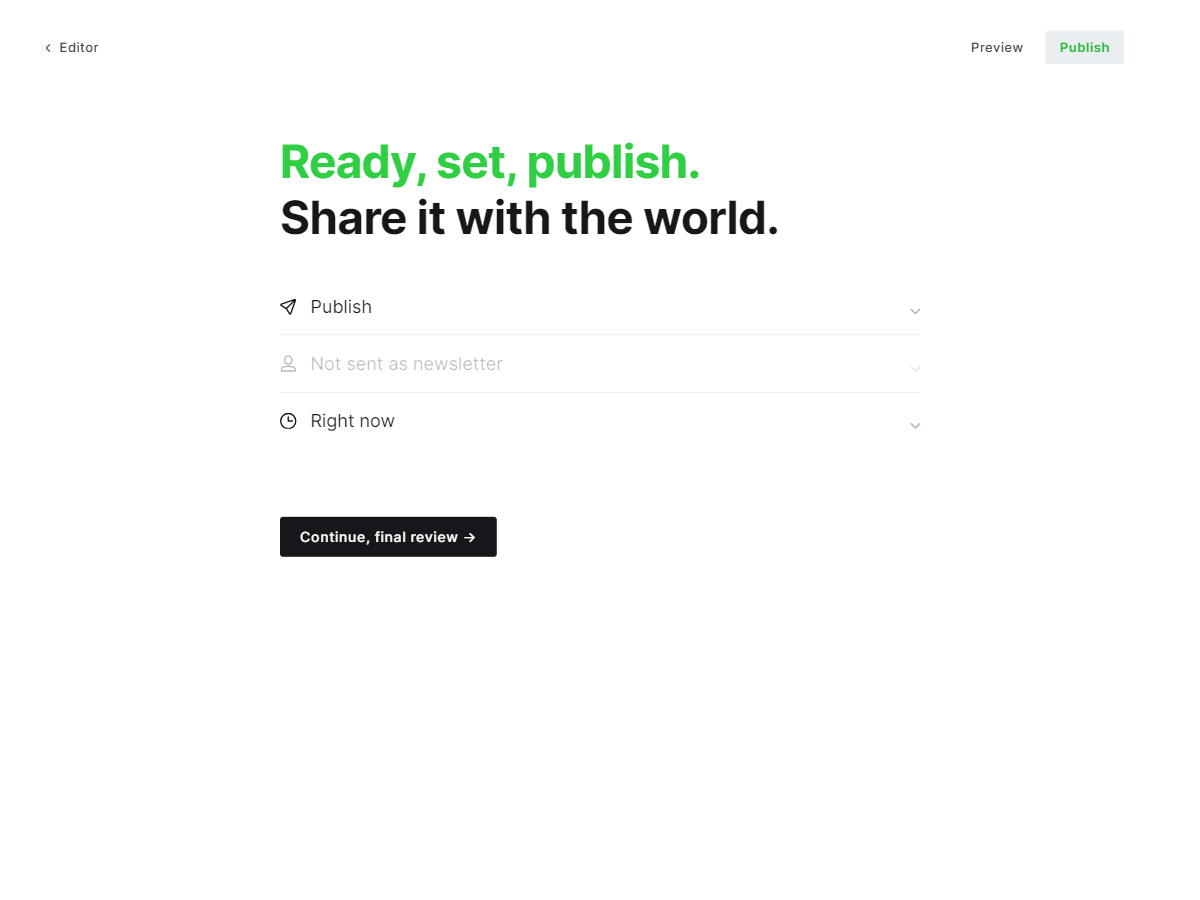 Editor
Preview
Publish
Ready, set, publish.
Share it with the world.
Publish
Not sent as newsletter
Right now
Continue, final review →